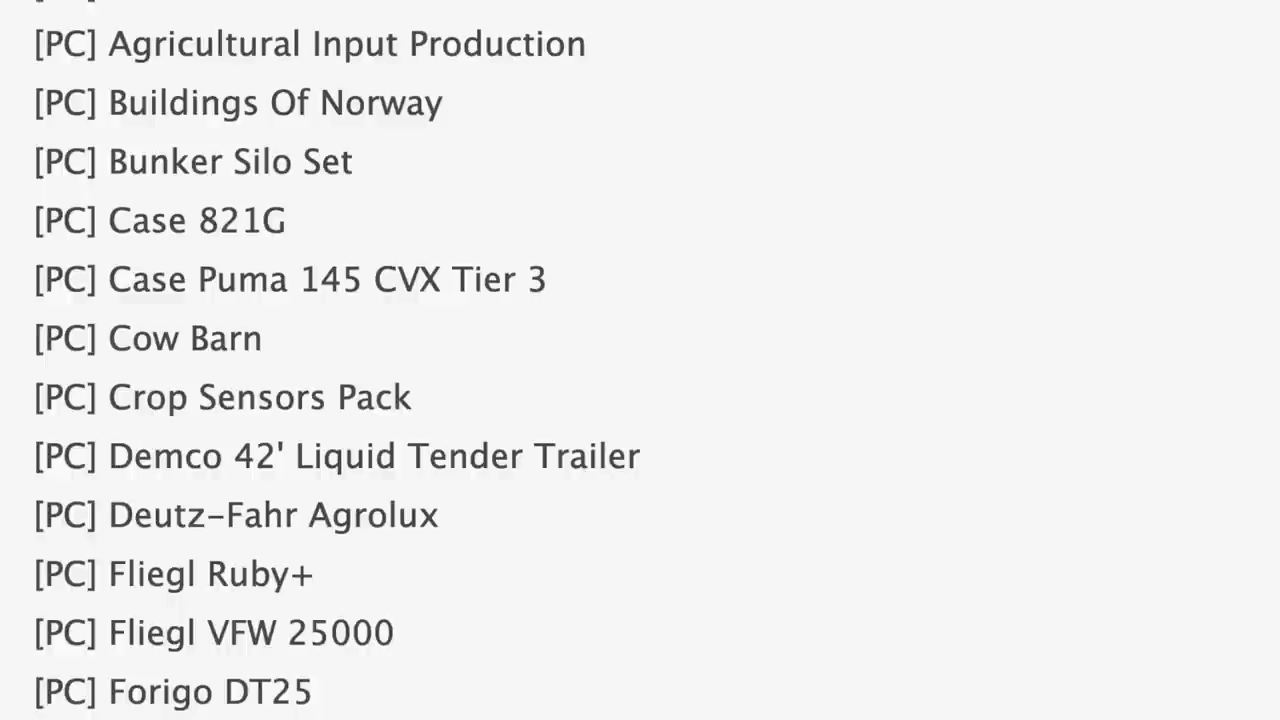 [PC] Agricultural Input Production
[PC] Buildings Of Norway
[PC] Bunker Silo Set
[PC] Case 821G
[PC] Case Puma 145 CVX Tier 3
[PC] Cow Barn
[PC] Crop Sensors Pack
[PC] Demco 42' Liquid Tender Trailer
[PC] Deutz-Fahr Agrolux
[PC] Fliegl Ruby+
[PC] Fliegl VFW 25000
[PC] Forigo DT25